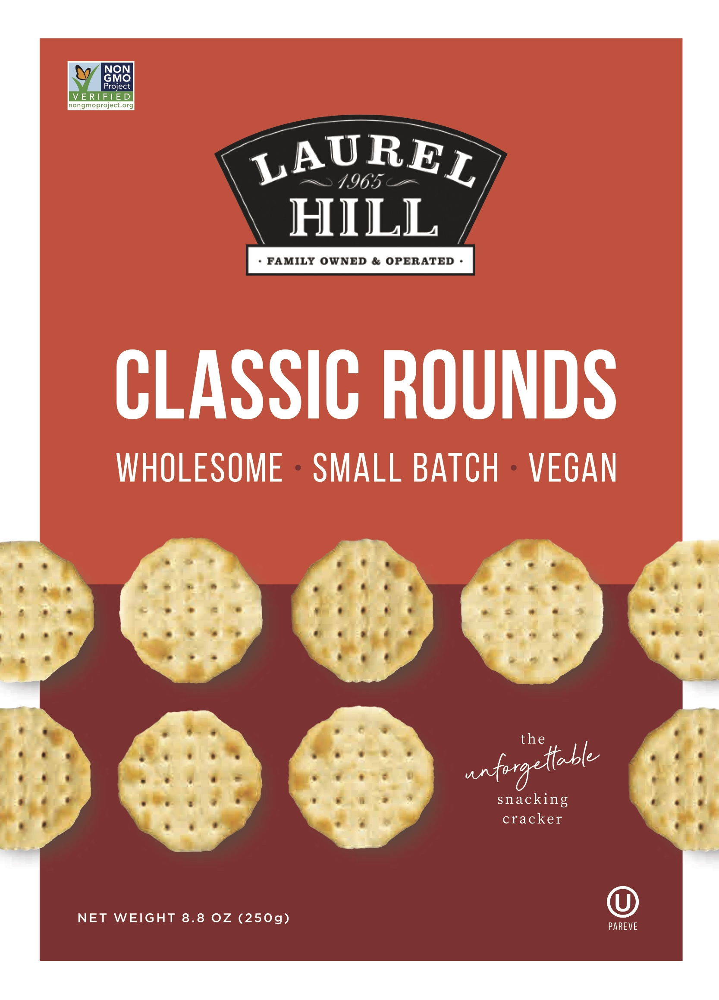 NON
GMO
Project
VERIFIED
nongmoproject.org
LAUREL
1965
HILL
· FAMILY OWNED & OPERATED ·
CLASSIC ROUNDS
WHOLESOME • SMALL BATCH • VEGAN
the
unforgettable
snacking
cracker
NET WEIGHT 8.8 OZ (250g)
U
PAREVE